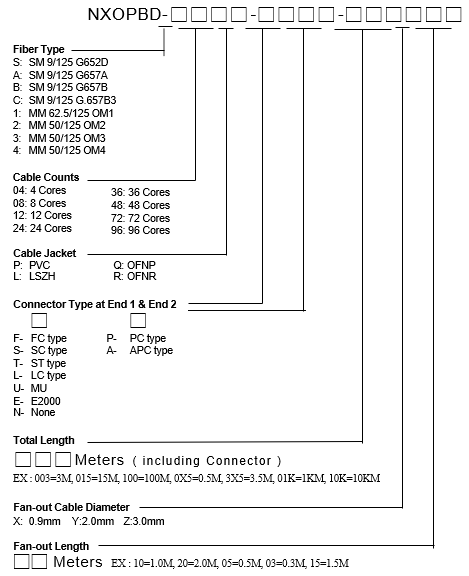 NXOPBD-□□□□-□□□□-□□□□□□
Fiber Type
S: SM 9/125 G652D
A: SM 9/125 G657A
B: SM 9/125 G657B
C: SM 9/125 G.657B3
1: MM 62.5/125 OM1
2: MM 50/125 OM2
3: MM 50/125 OM3
4: MM 50/125 OM4
Cable Counts
04: 4 Cores 36: 36 Cores
08: 8 Cores 48: 48 Cores
12: 12 Cores 72: 72 Cores
24: 24 Cores 96: 96 Cores
Cable Jacket
P: PVC Q: OFNP
L: LSZH R: OFNR
Connector Type at End 1 & End 2
□ □
F- FC type P- PC type
S- SC type A- APC type
T- ST type
L- LC type
U- MU
E- E2000
N- None
Total Length
□□□Meters ( including Connector )
EX : 003=3M, 015=15M, 100=100M, 0X5=0.5M, 3X5=3.5M, 01K=1KM, 10K=10KM
Fan-out Cable Diameter
X: 0.9mm Y:2.0mm Z:3.0mm
Fan-out Length
□□ Meters EX : 10=1.0M, 20=2.0M, 05=0.5M, 03=0.3M, 15=1.5M